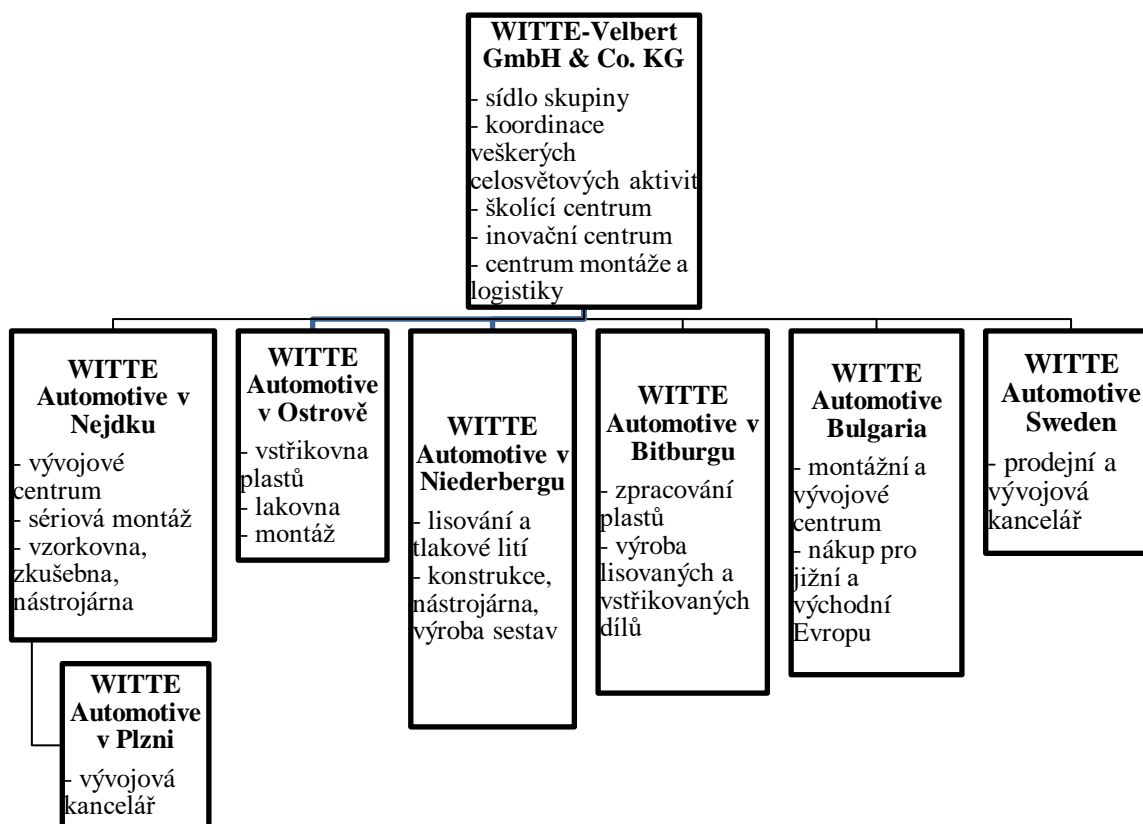 WITTE-Velbert
GmbH & Co. KG
- sídlo skupiny
- koordinace
veškerých
celosvětových aktivit
- školící centrum
- inovační centrum
- centrum montáže a
logistiky
WITTE
Automotive v
Nejdku
- vývojové
centrum
- sériová montáž
- vzorkovna,
zkušebna,
nástrojárna
WITTE
Automotive
v Ostrově
- vstřikovna
plastů
- lakovna
- montáž
WITTE
Automotive v
Niederbergu
- lisování a
tlakové lití
- konstrukce,
nástrojárna,
výroba sestav
WITTE
Automotive v
Bitburgu
- zpracování
plastů
- výroba
lisovaných a
vstřikovaných
dílů
WITTE
Automotive
Bulgaria
- montážní a
vývojové
centrum
- nákup pro
jižní a
východní
Evropu
WITTE
Automotive
Sweden
- prodejní a
vývojová
kancelář
WITTE
Automotive
v Plzni
- vývojová
kancelář